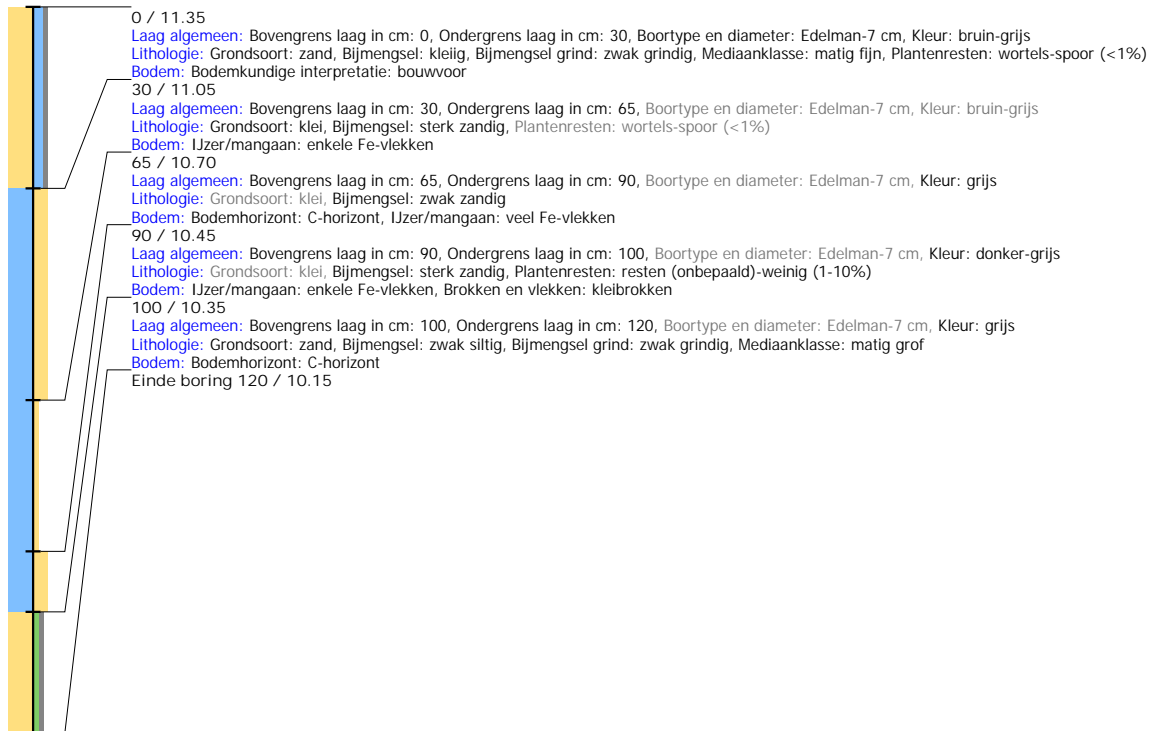 0 / 11.35
Laag algemeen: Bovengrens laag in cm: 0, Ondergrens laag in cm: 30, Boortype en diameter: Edelman-7 cm, Kleur: bruin-grijs
Lithologie: Grondsoort: zand, Bijmengsel: kleiig, Bijmengsel grind: zwak grindig, Mediaanklasse: matig fijn, Plantenresten: wortels-spoor (<1%)
Bodem: Bodemkundige interpretatie: bouwvoor
30 / 11.05
Laag algemeen: Bovengrens laag in cm: 30, Ondergrens laag in cm: 65, Boortype en diameter: Edelman-7 cm, Kleur: bruin-grijs
Lithologie: Grondsoort: klei, Bijmengsel: sterk zandig, Plantenresten: wortels-spoor (<1%)
Bodem: IJzer/mangaan: enkele Fe-vlekken
65 / 10.70
Laag algemeen: Bovengrens laag in cm: 65, Ondergrens laag in cm: 90, Boortype en diameter: Edelman-7 cm, Kleur: grijs
Lithologie: Grondsoort: klei, Bijmengsel: zwak zandig
Bodem: Bodemhorizont: C-horizont, IJzer/mangaan: veel Fe-vlekken
90 / 10.45
Laag algemeen: Bovengrens laag in cm: 90, Ondergrens laag in cm: 100, Boortype en diameter: Edelman-7 cm, Kleur: donker-grijs
Lithologie: Grondsoort: klei, Bijmengsel: sterk zandig, Plantenresten: resten (onbepaald)-weinig (1-10%)
Bodem: IJzer/mangaan: enkele Fe-vlekken, Brokken en vlekken: kleibrokken
100 / 10.35
Laag algemeen: Bovengrens laag in cm: 100, Ondergrens laag in cm: 120, Boortype en diameter: Edelman-7 cm, Kleur: grijs
Lithologie: Grondsoort: zand, Bijmengsel: zwak siltig, Bijmengsel grind: zwak grindig, Mediaanklasse: matig grof
Bodem: Bodemhorizont: C-horizont
Einde boring 120 / 10.15